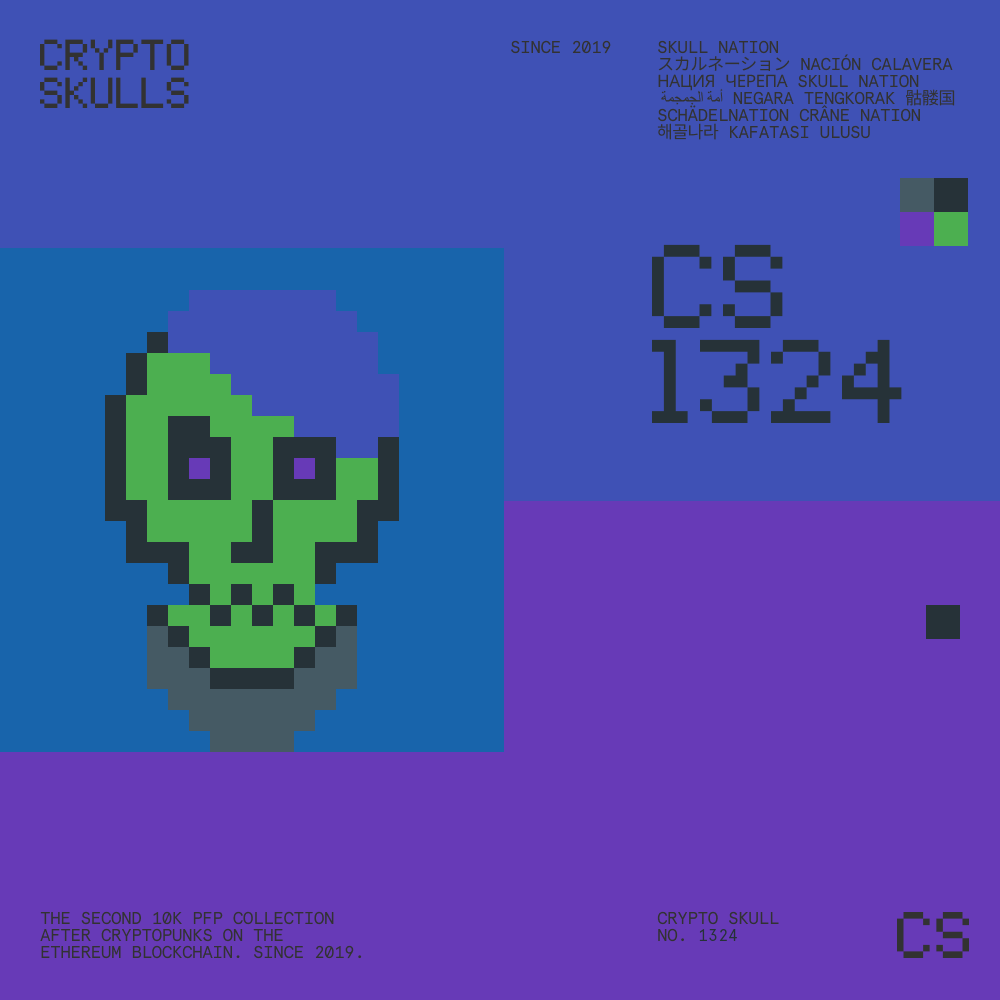 CRYPTO
SKULLS
SINCE 2019
SKULL NATION
スカルネーション NACIÓN CALAVERA
НАЦИЯ ЧЕРЕПА SKULL NATION
أمة الجمجمة NEGARA TENGKORAK 骷髅国
SCHÄDELNATION CRÂNE NATION
해골나라 KAFATASI ULUSU
CS
1324
THE SECOND 10K PFP COLLECTION
AFTER CRYPTOPUNKS ON THE
ETHEREUM BLOCKCHAIN. SINCE 2019.
CRYPTO SKULL
NO. 1324
CS